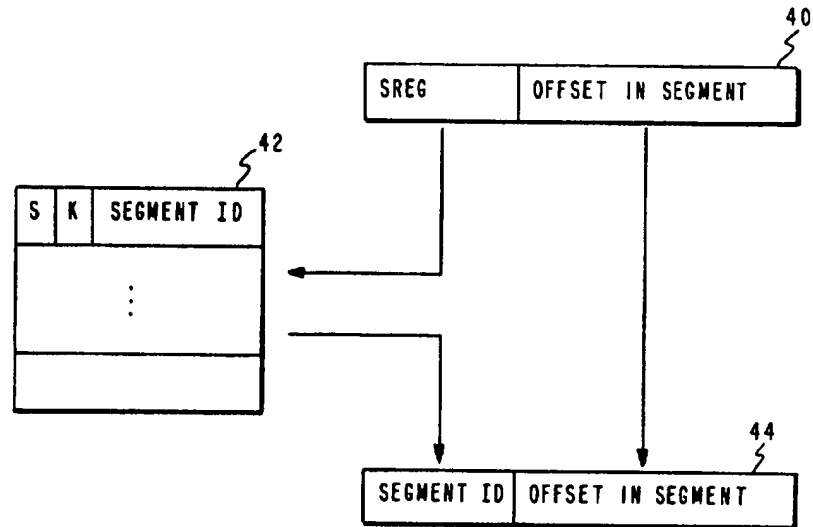 40
SREG OFFSET IN SEGMENT
42
S K SEGMENT ID
44
SEGMENT ID OFFSET IN SEGMENT